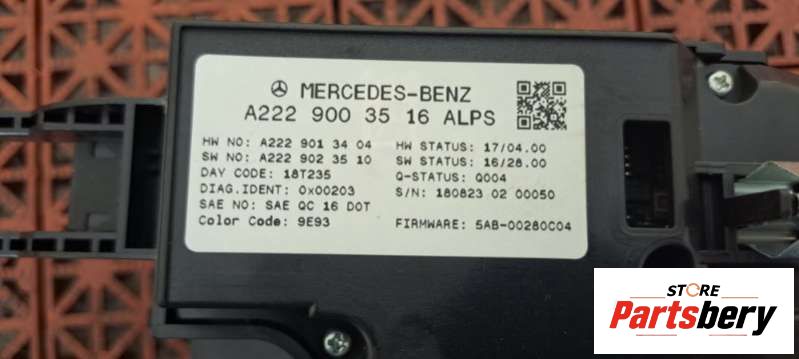 MERCEDES-BENZ
A222 900 35 16 ALPS
HW NO: A222 901 34 04 HW STATUS: 17/04.00
SW NO: A222 902 35 10 SW STATUS: 16/28.00
DAY CODE: 18T235 Q-STATUS: Q004
DIAG.IDENT: 0x00203 S/N: 180823 02 00050
SAE NO: SAE QC 16 DOT
Color Code: 9E93 FIRMWARE: 5AB-00280C04
STORE
Partsbery